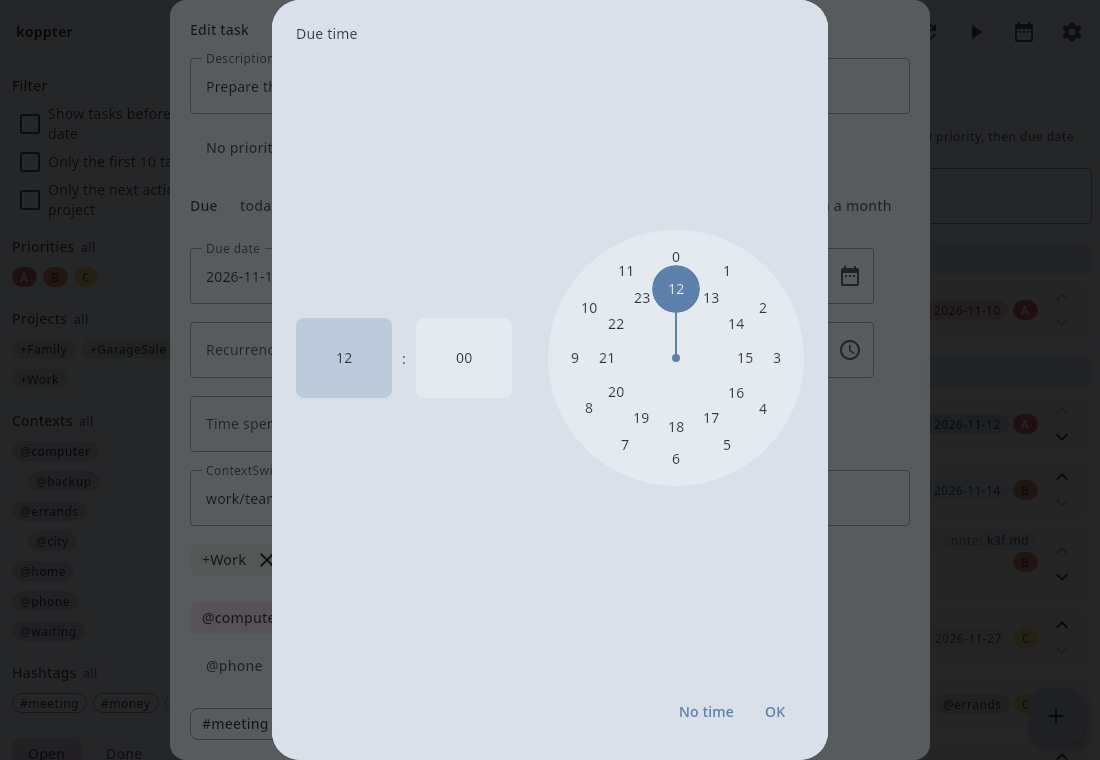 koppter
Filter
Show tasks before
date
Only the first 10 ta
Only the next actio
project
Priorities all
A B C
Projects all
+Family +GarageSale
+Work
Contexts all
@computer
@backup
@errands
@city
@home
@phone
@waiting
Hashtags all
#meeting #money
Open Done
Edit task
Description
Prepare th
No priorit
Due toda
a month
Due date
2026-11-1
Recurrenc
Time spen
ContextSwi
work/team
+Work
@compute
@phone
#meeting
Due time
12 : 00
0
11 1
12
23 13
10 2
22 14
9 21 15 3
20 16
8 4
19 17
18
7 5
6
No time OK
y priority, then due date
2026-11-10 A
2026-11-12 A
2026-11-14 B
note: k3f.md
B
2026-11-27 C
@errands C